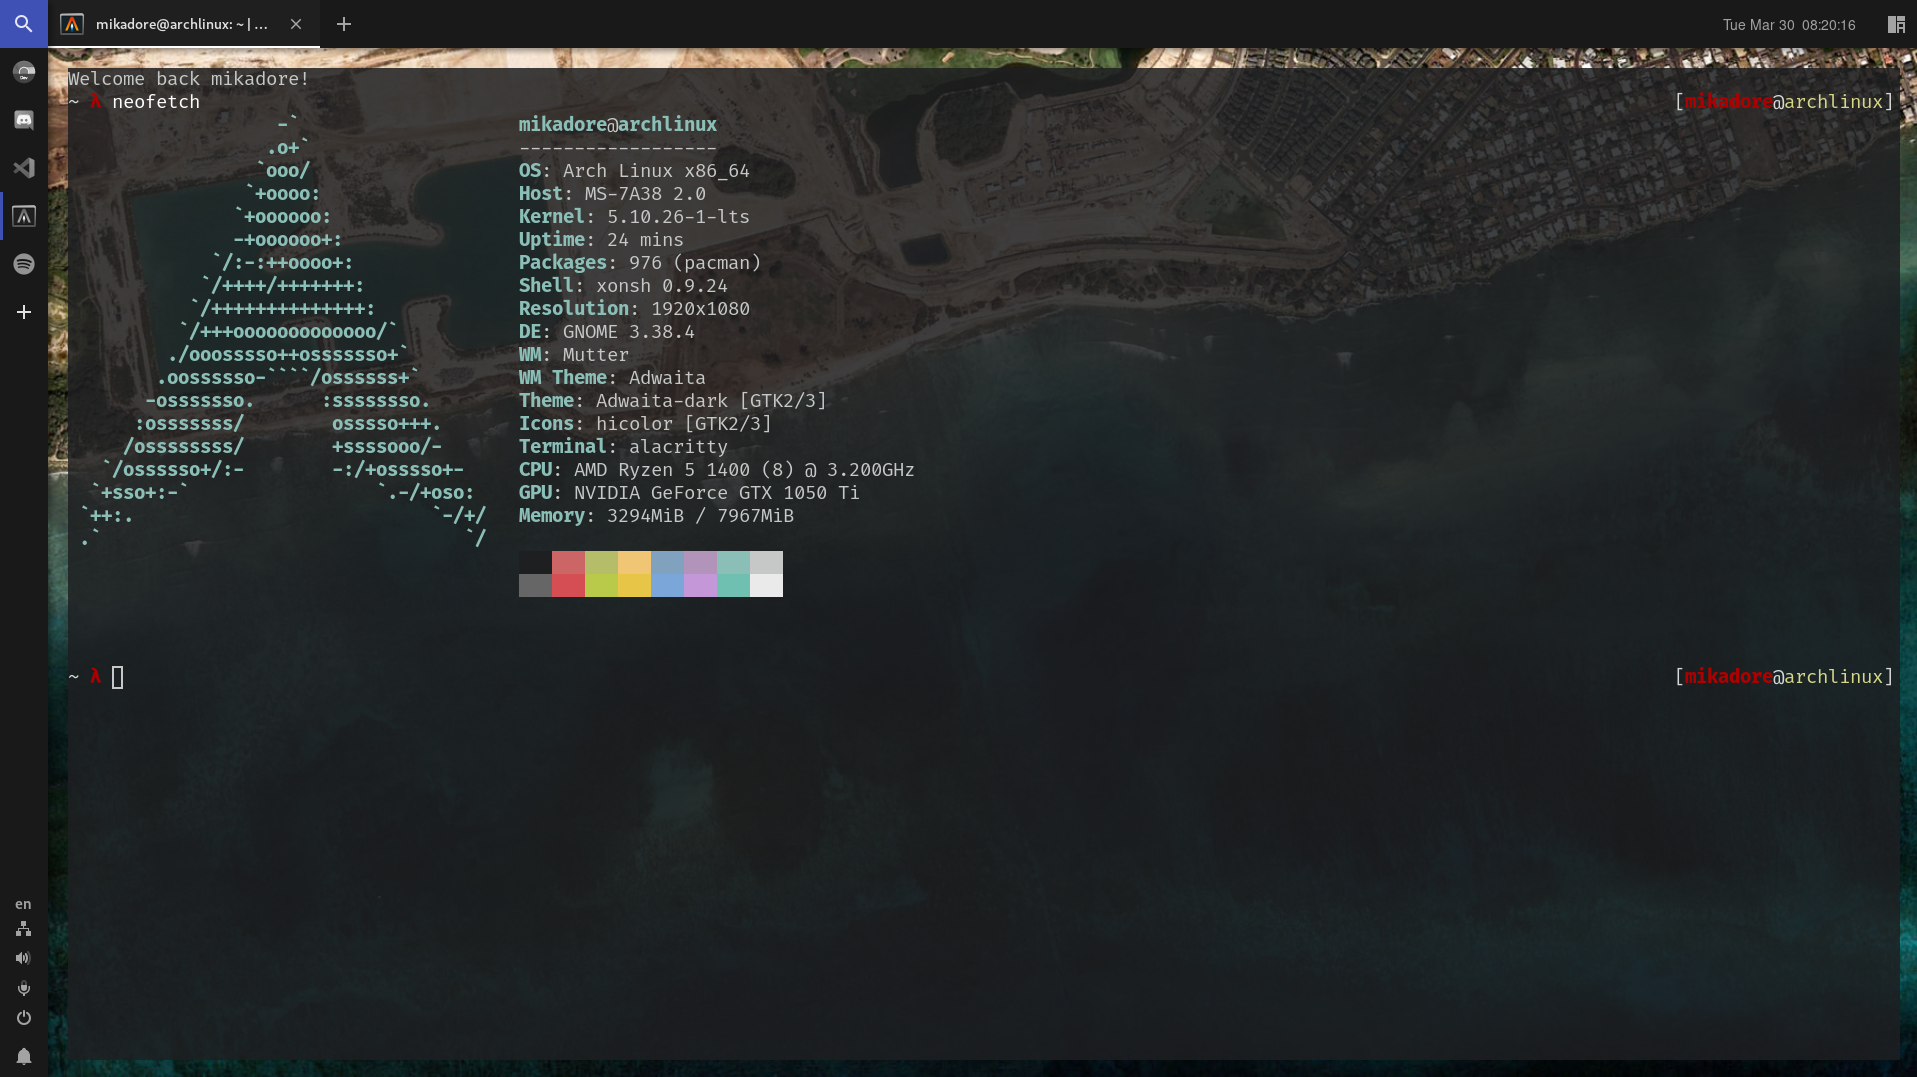 mikadore@archlinux: ~ | ...
Tue Mar 30 08:20:16
Welcome back mikadore!
~ λ neofetch [mikadore@archlinux]
                   -`                    mikadore@archlinux
                  .o+`                   ------------------
                 `ooo/                   OS: Arch Linux x86_64
                `+oooo:                  Host: MS-7A38 2.0
               `+oooooo:                 Kernel: 5.10.26-1-lts
               -+oooooo+:                Uptime: 24 mins
             `/:-:++oooo+:               Packages: 976 (pacman)
            `/++++/+++++++:              Shell: xonsh 0.9.24
           `/++++++++++++++:             Resolution: 1920x1080
          `/+++ooooooooooooo/`           DE: GNOME 3.38.4
         ./ooosssso++osssssso+`          WM: Mutter
        .oossssso-````/ossssss+`         WM Theme: Adwaita
       -osssssso.      :ssssssso.        Theme: Adwaita-dark [GTK2/3]
      :osssssss/        osssso+++.       Icons: hicolor [GTK2/3]
     /ossssssss/        +ssssooo/-       Terminal: alacritty
   `/ossssso+/:-        -:/+osssso+-     CPU: AMD Ryzen 5 1400 (8) @ 3.200GHz
  `+sso+:-`                 `.-/+oso:    GPU: NVIDIA GeForce GTX 1050 Ti
 `++:.                           `-/+/   Memory: 3294MiB / 7967MiB
 .`                                 `/
~ λ [mikadore@archlinux]
en